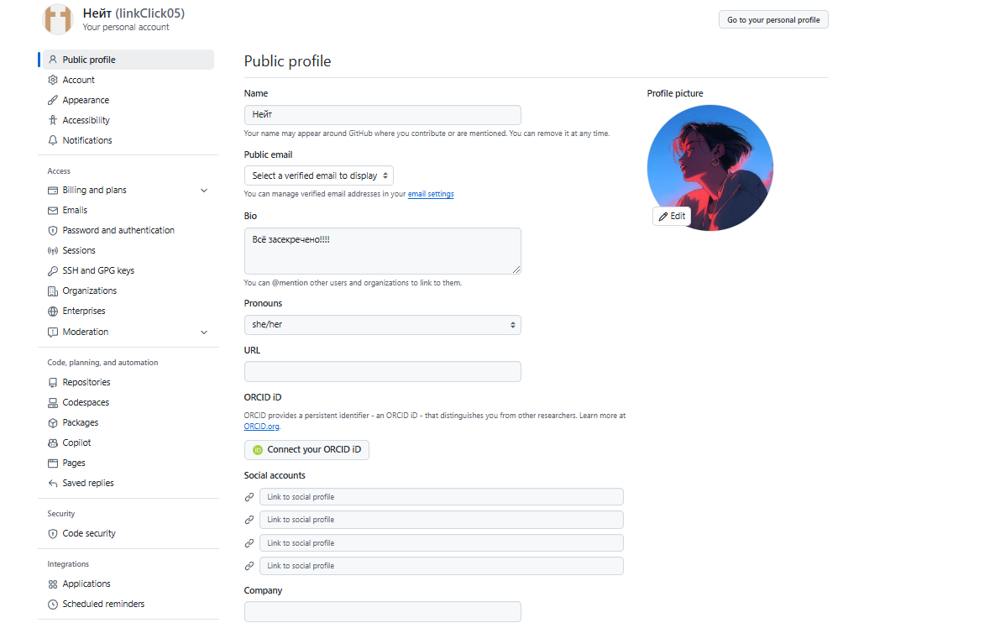 Нейт (linkClick05)
Your personal account
Go to your personal profile
Public profile
Account
Appearance
Accessibility
Notifications
Access
Billing and plans
Emails
Password and authentication
Sessions
SSH and GPG keys
Organizations
Enterprises
Moderation
Code, planning, and automation
Repositories
Codespaces
Packages
Copilot
Pages
Saved replies
Security
Code security
Integrations
Applications
Scheduled reminders
Public profile
Name
Нейт
Your name may appear around GitHub where you contribute or are mentioned. You can remove it at any time.
Public email
Select a verified email to display
You can manage verified email addresses in your email settings
Bio
Всё засекречено!!!!
You can @mention other users and organizations to link to them.
Pronouns
she/her
URL
ORCID iD
ORCID provides a persistent identifier - an ORCID iD - that distinguishes you from other researchers. Learn more at
ORCID.org.
iD Connect your ORCID iD
Social accounts
Link to social profile
Link to social profile
Link to social profile
Link to social profile
Company
Profile picture
Edit